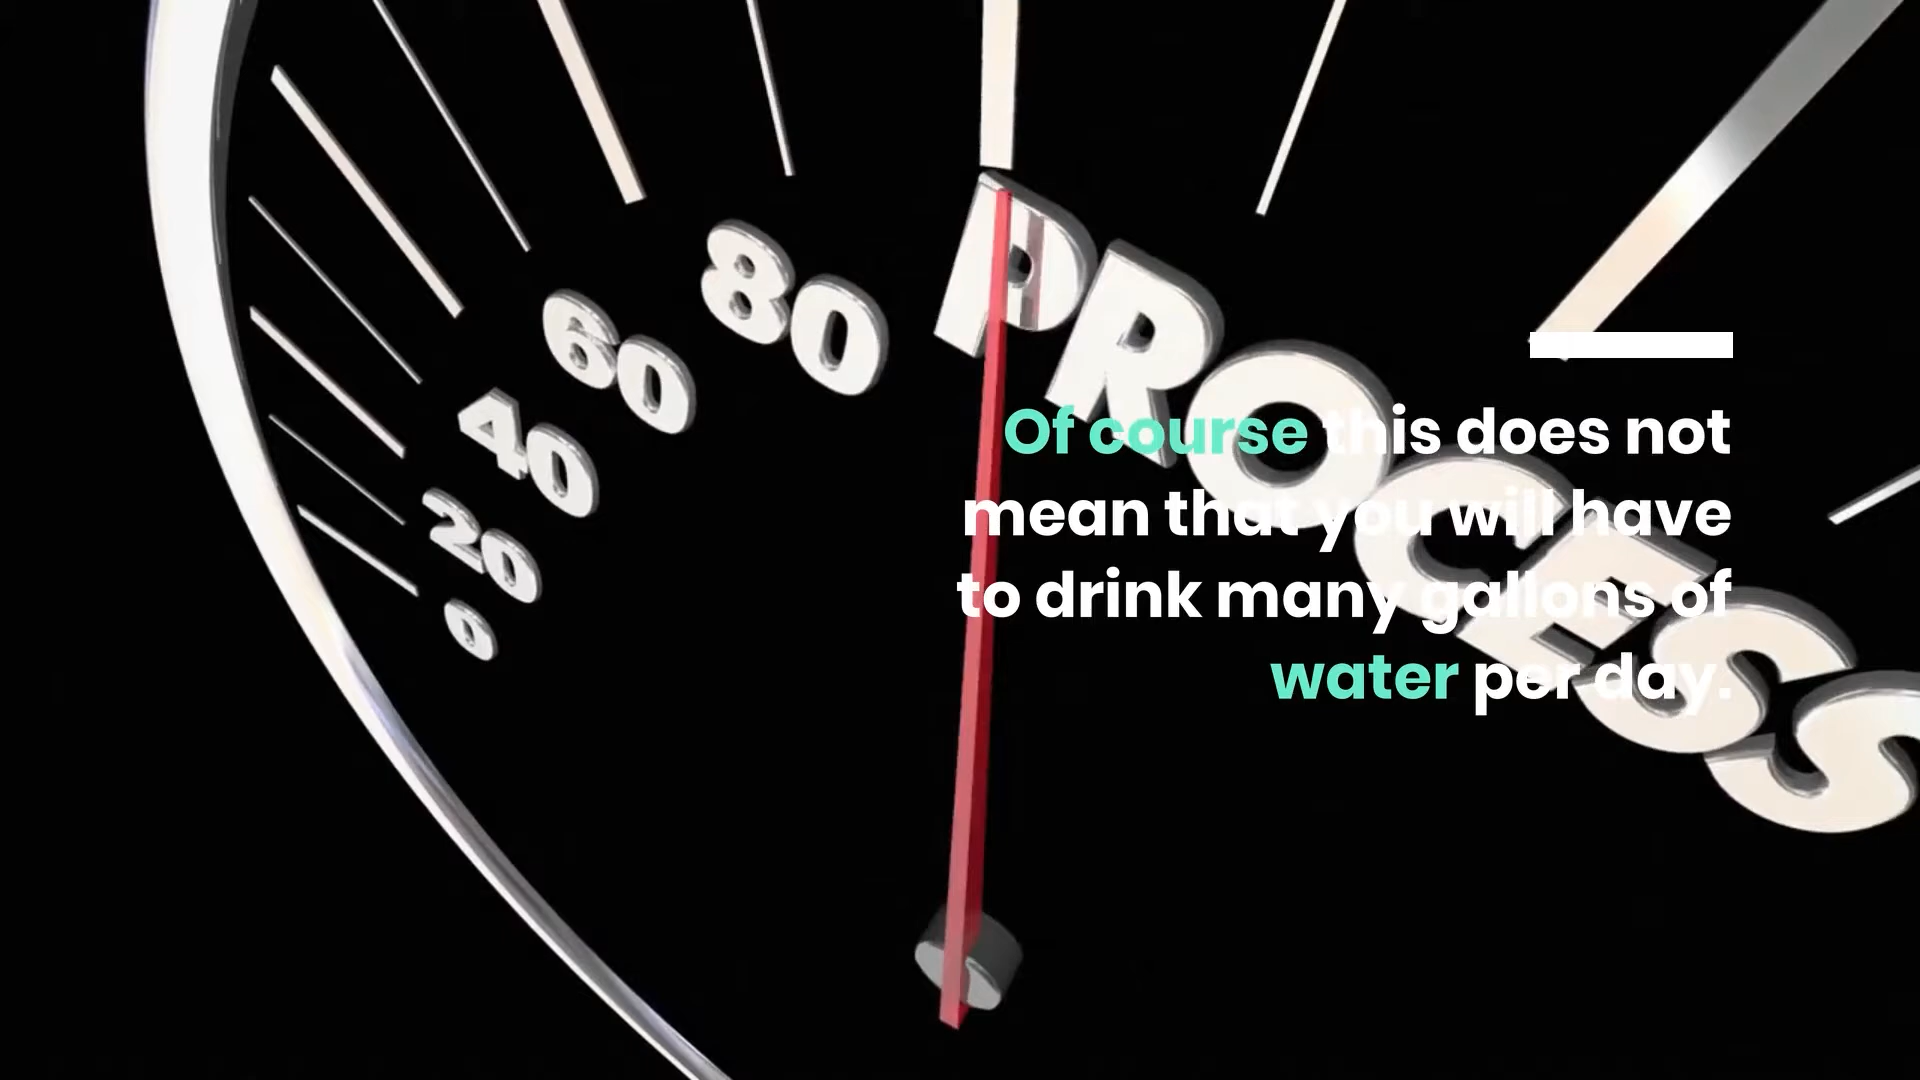 80
PROCESS
60
40
20
0
Of course this does not
mean that you will have
to drink many gallons of
water per day.